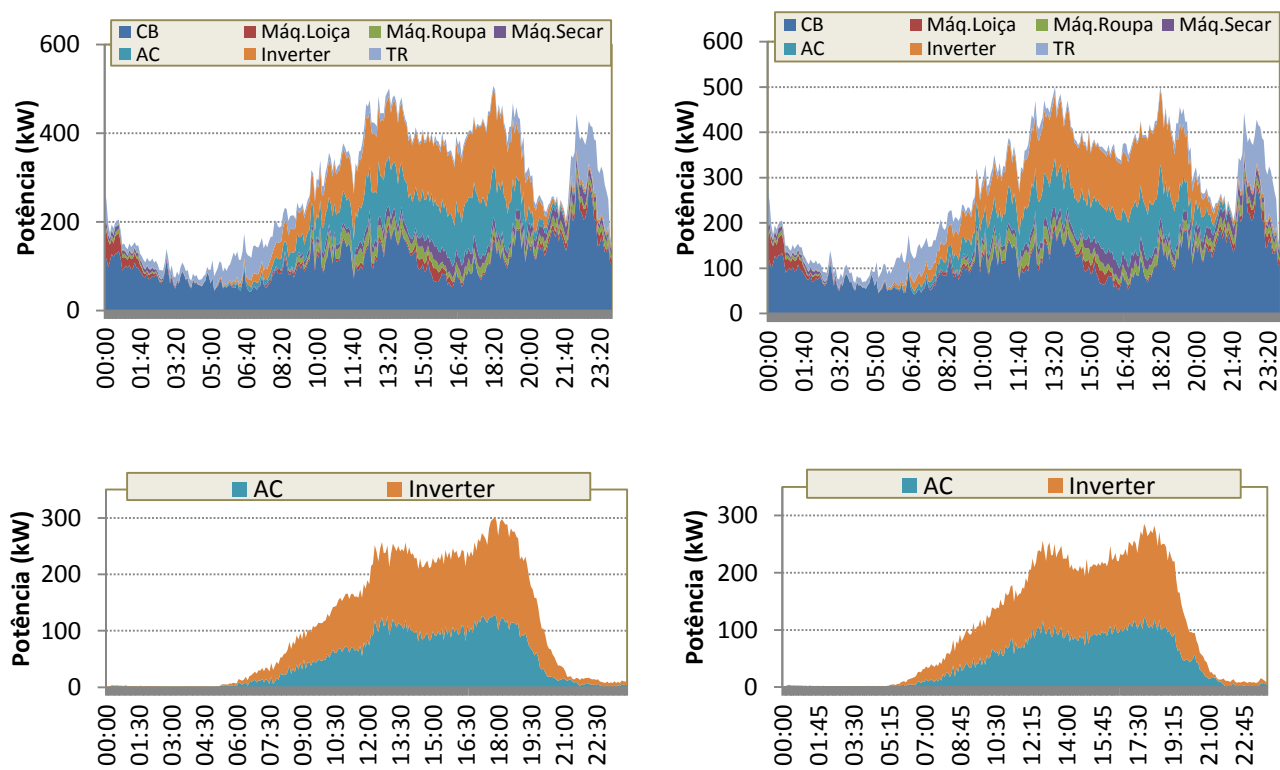 CB Máq.Loiça Máq.Roupa Máq.Secar
AC Inverter TR
Potência (kW)
600
400
200
0
00:00 01:40 03:20 05:00 06:40 08:20 10:00 11:40 13:20 15:00 16:40 18:20 20:00 21:40 23:20
CB Máq.Loiça Máq.Roupa Máq.Secar
AC Inverter TR
Potência (kW)
600
500
400
300
200
100
0
00:00 01:40 03:20 05:00 06:40 08:20 10:00 11:40 13:20 15:00 16:40 18:20 20:00 21:40 23:20
AC Inverter
Potência (kW)
300
200
100
0
00:00 01:30 03:00 04:30 06:00 07:30 09:00 10:30 12:00 13:30 15:00 16:30 18:00 19:30 21:00 22:30
AC Inverter
Potência (kW)
300
200
100
0
00:00 01:45 03:30 05:15 07:00 08:45 10:30 12:15 14:00 15:45 17:30 19:15 21:00 22:45